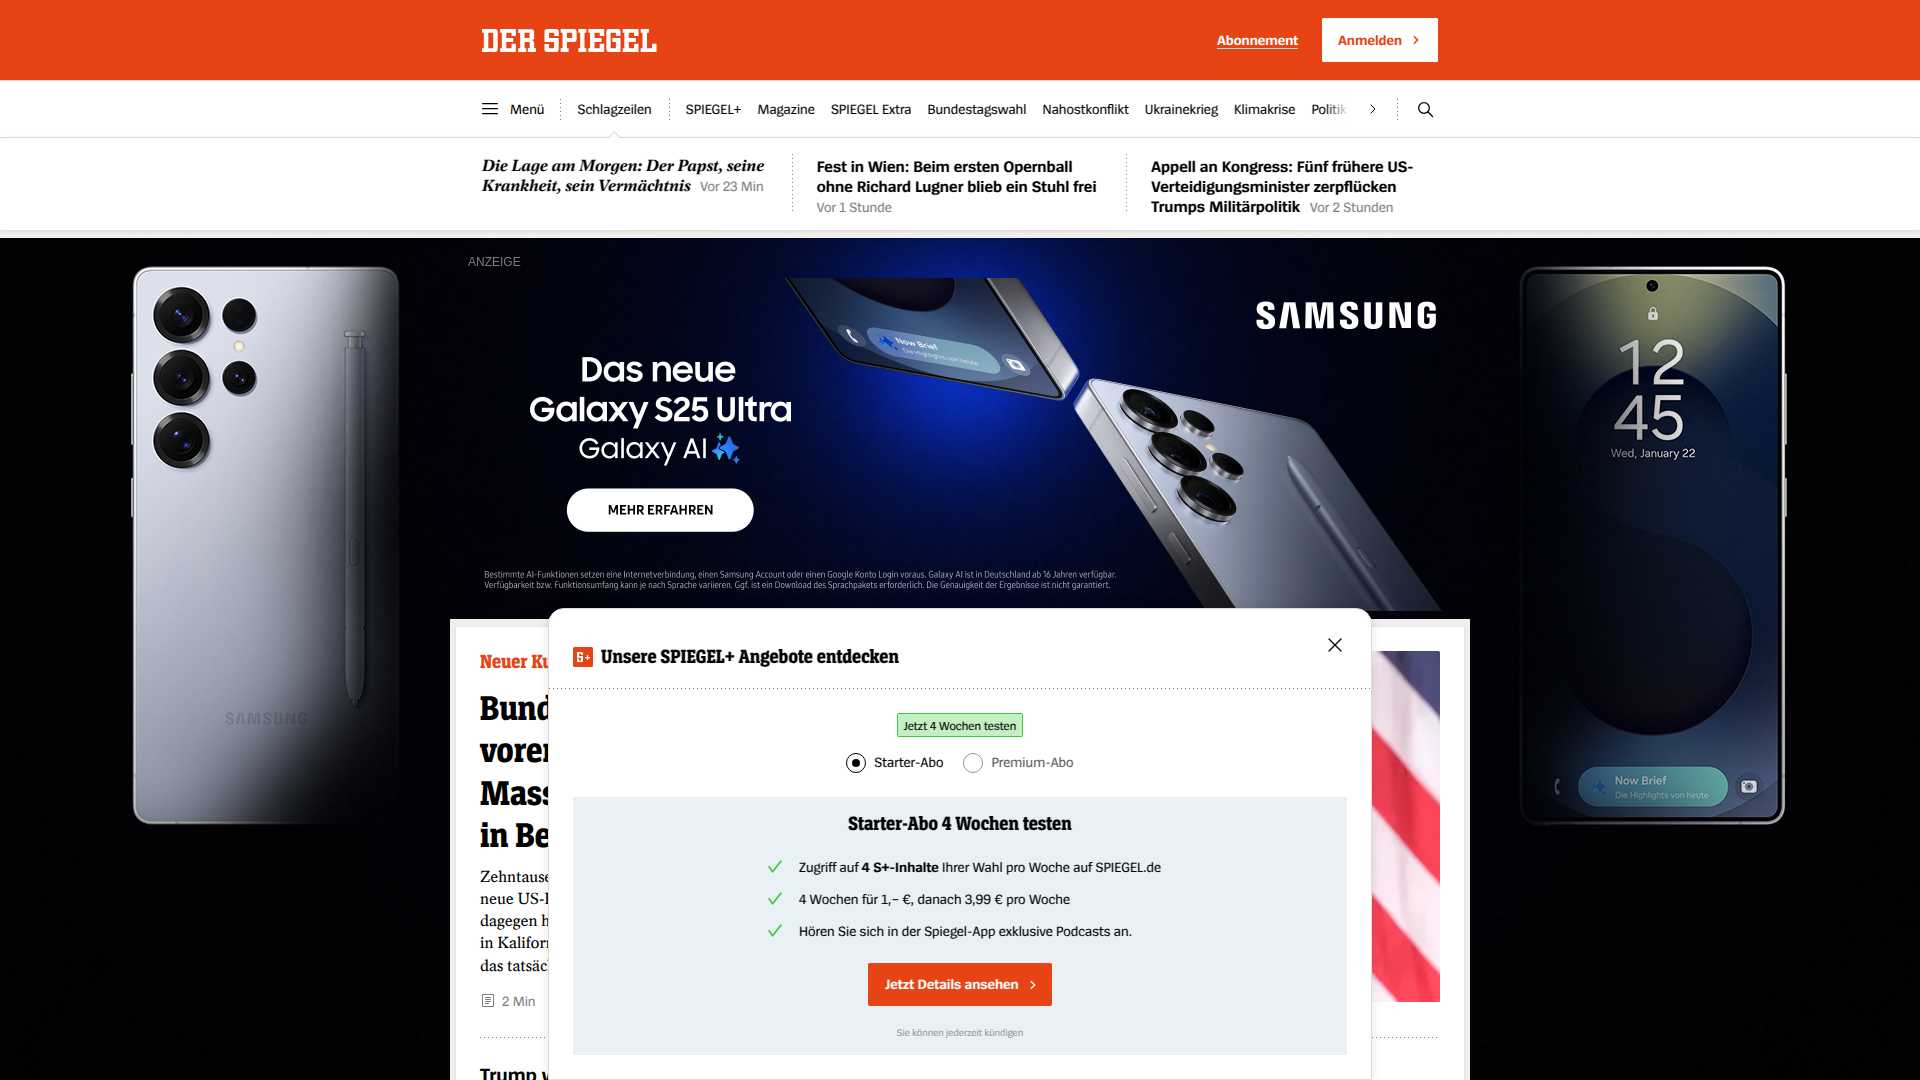 DER SPIEGEL
Abonnement
Anmelden
Menü
Schlagzeilen
SPIEGEL+
Magazine
SPIEGEL Extra
Bundestagswahl
Nahostkonflikt
Ukrainekrieg
Klimakrise
Politik
Die Lage am Morgen: Der Papst, seine
Krankheit, sein Vermächtnis Vor 23 Min
Fest in Wien: Beim ersten Opernball
ohne Richard Lugner blieb ein Stuhl frei
Vor 1 Stunde
Appell an Kongress: Fünf frühere US-
Verteidigungsminister zerpflücken
Trumps Militärpolitik Vor 2 Stunden
ANZEIGE
SAMSUNG
Now Brief
Die Highlights von heute
Das neue
Galaxy S25 Ultra
Galaxy AI
MEHR ERFAHREN
Bestimmte AI-Funktionen setzen eine Internetverbindung, einen Samsung Account oder einen Google Konto Login voraus. Galaxy AI ist in Deutschland ab 16 Jahren verfügbar.
Verfügbarkeit bzw. Funktionsumfang kann je nach Sprache variieren. Ggf. ist ein Download des Sprachpakets erforderlich. Die Genauigkeit der Ergebnisse ist nicht garantiert.
SAMSUNG
12
45
Wed, January 22
Now Brief
Die Highlights von heute
Neuer Ku
Bund
vorer
Mass
in Be
Zehntause
neue US-
dagegen h
in Kalifor
das tatsäc
2 Min
Trump
Unsere SPIEGEL+ Angebote entdecken
Jetzt 4 Wochen testen
Starter-Abo
Premium-Abo
Starter-Abo 4 Wochen testen
Zugriff auf 4 S+-Inhalte Ihrer Wahl pro Woche auf SPIEGEL.de
4 Wochen für 1,– €, danach 3,99 € pro Woche
Hören Sie sich in der Spiegel-App exklusive Podcasts an.
Jetzt Details ansehen
Sie können jederzeit kündigen